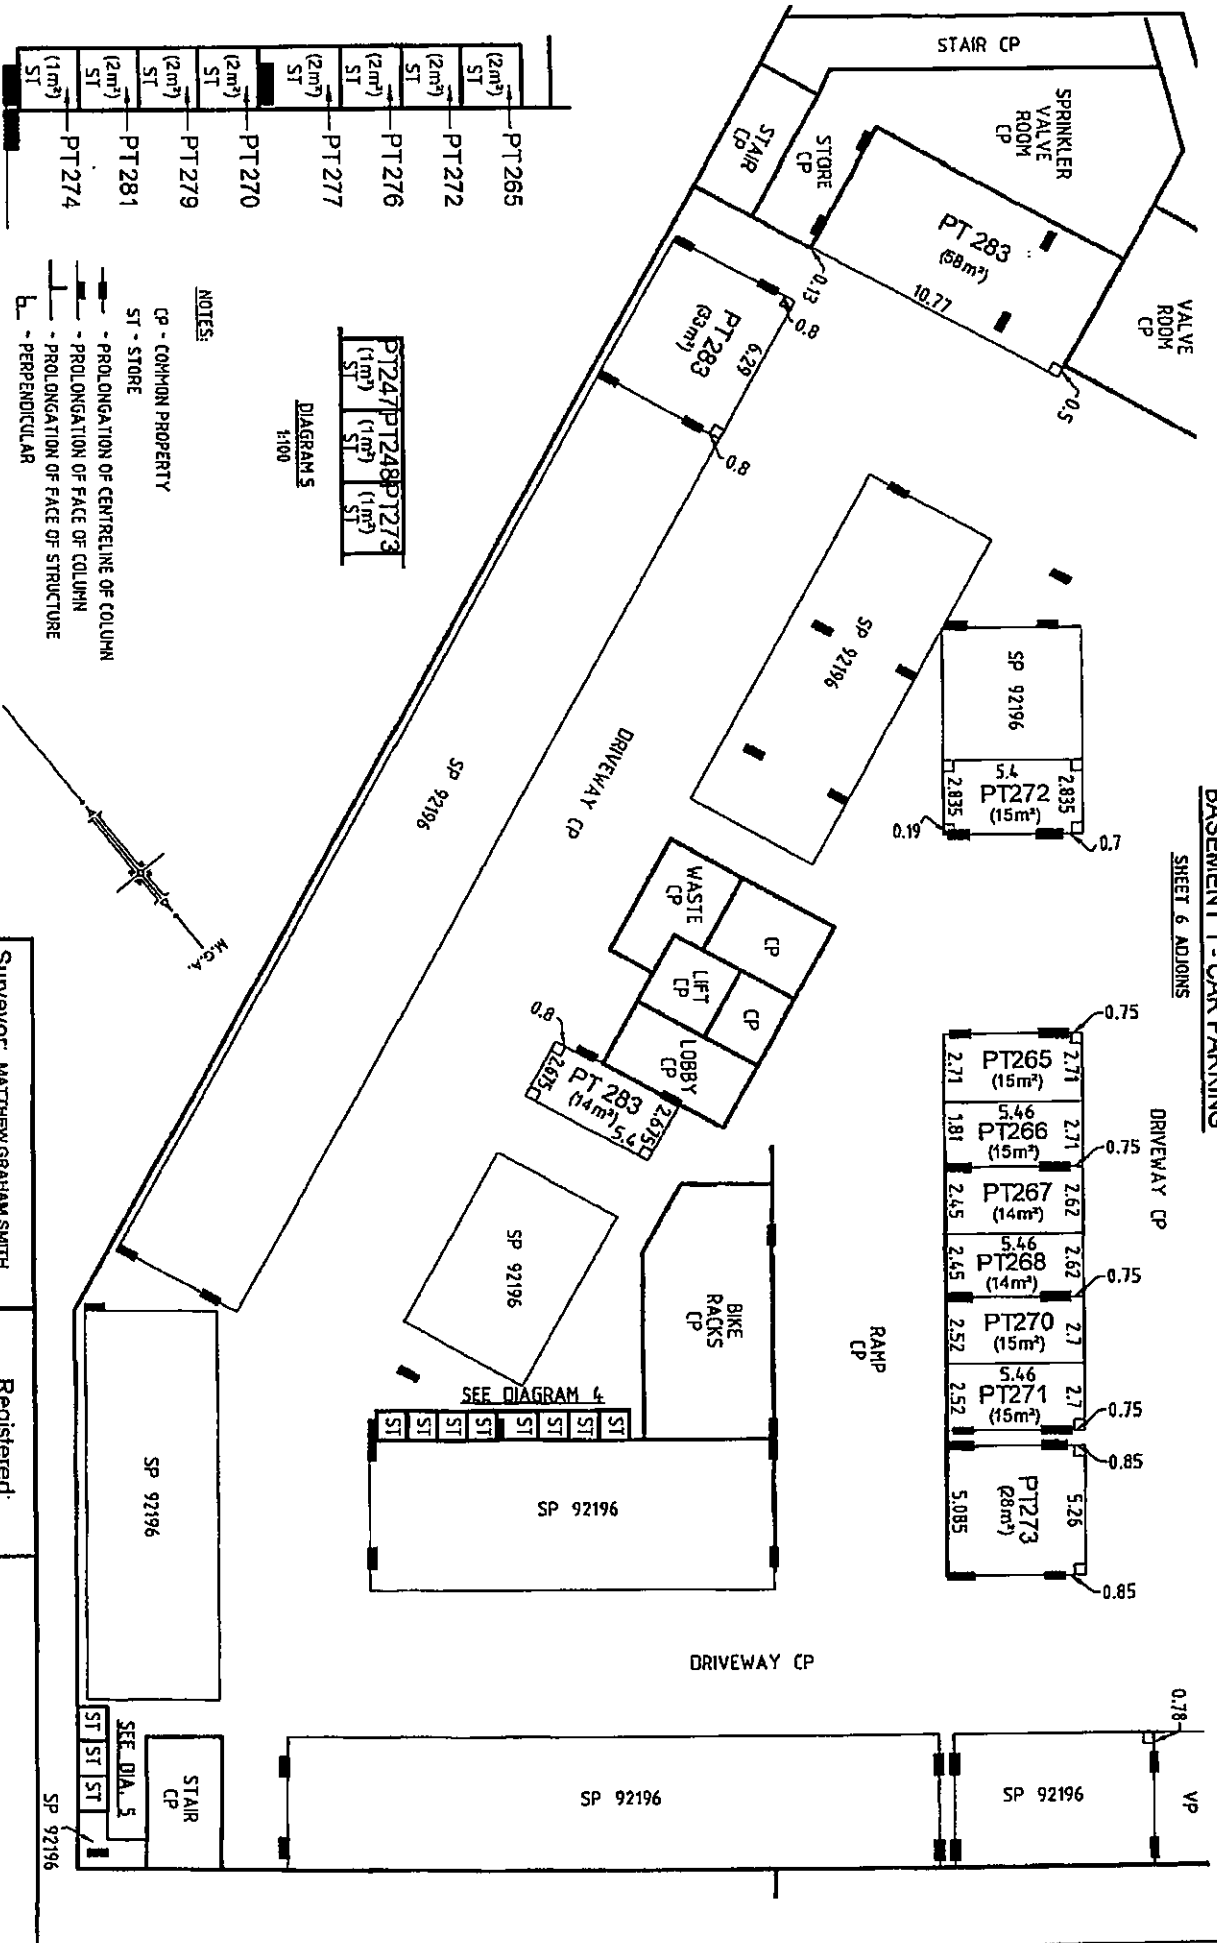 BASEMENT 1 - CAR PARKING
SHEET 6 ADJOINS
STAIR CP
SPRINKLER
VALVE
ROOM
CP
VALVE
ROOM
CP
STAIR
CP
STORE
CP
PT 283
(58m²)
10.77
0.5
0.13
0.8
PT 283
(33m²)
6.29
0.8
SP 92196
SP 92196
SP 92196
5.4
PT272
(15m²)
2.835
2.835
0.19
0.7
DRIVEWAY CP
WASTE
CP
CP
LIFT
CP
CP
LOBBY
CP
0.8
2.675
PT 283
(14m²)
5.4
2.675
SP 92196
BIKE
RACKS
CP
RAMP
CP
DRIVEWAY CP
0.75
PT265
(15m²)
2.71
2.71
5.46
PT266
(15m²)
1.81
2.71
0.75
PT267
(14m²)
2.45
2.62
5.46
PT268
(14m²)
2.45
2.62
0.75
PT270
(15m²)
2.52
2.7
5.46
PT271
(15m²)
2.52
2.7
0.75
0.85
PT273
(28m²)
5.085
5.26
0.85
SEE DIAGRAM 4
ST
ST
ST
ST
ST
ST
ST
ST
SP 92196
SP 92196
DRIVEWAY CP
ST
ST
ST
SEE DIA. 5
STAIR
CP
SP 92196
SP 92196
SP 92196
0.78
VP
(1m²)
ST
(2m²)
ST
(2m²)
ST
(2m²)
ST
(2m²)
ST
(2m²)
ST
(2m²)
ST
(2m²)
ST
PT274
PT281
PT279
PT270
PT277
PT276
PT272
PT265
PT247
(1m²)
ST
PT248
(1m²)
ST
PT273
(1m²)
ST
DIAGRAM 5
1:100
NOTES:
CP - COMMON PROPERTY
ST - STORE
- PROLONGATION OF CENTRELINE OF COLUMN
- PROLONGATION OF FACE OF COLUMN
- PROLONGATION OF FACE OF STRUCTURE
- PERPENDICULAR
M.G.A.
Surveyor: MATTHEW GRAHAM SMITH
Registered: